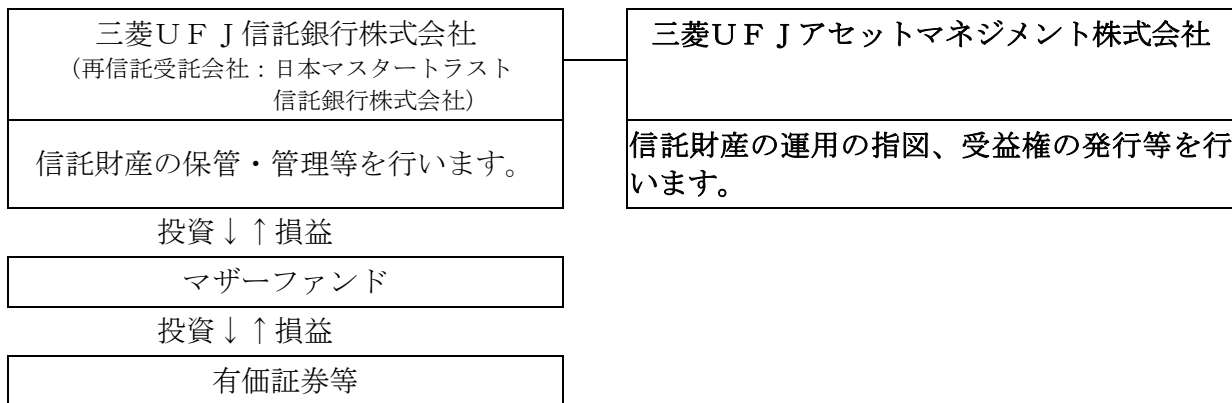 三菱ＵＦＪ信託銀行株式会社
（再信託受託会社：日本マスタートラスト
信託銀行株式会社）
信託財産の保管・管理等を行います。
三菱ＵＦＪアセットマネジメント株式会社
信託財産の運用の指図、受益権の発行等を行
います。
投資↓↑損益
マザーファンド
投資↓↑損益
有価証券等